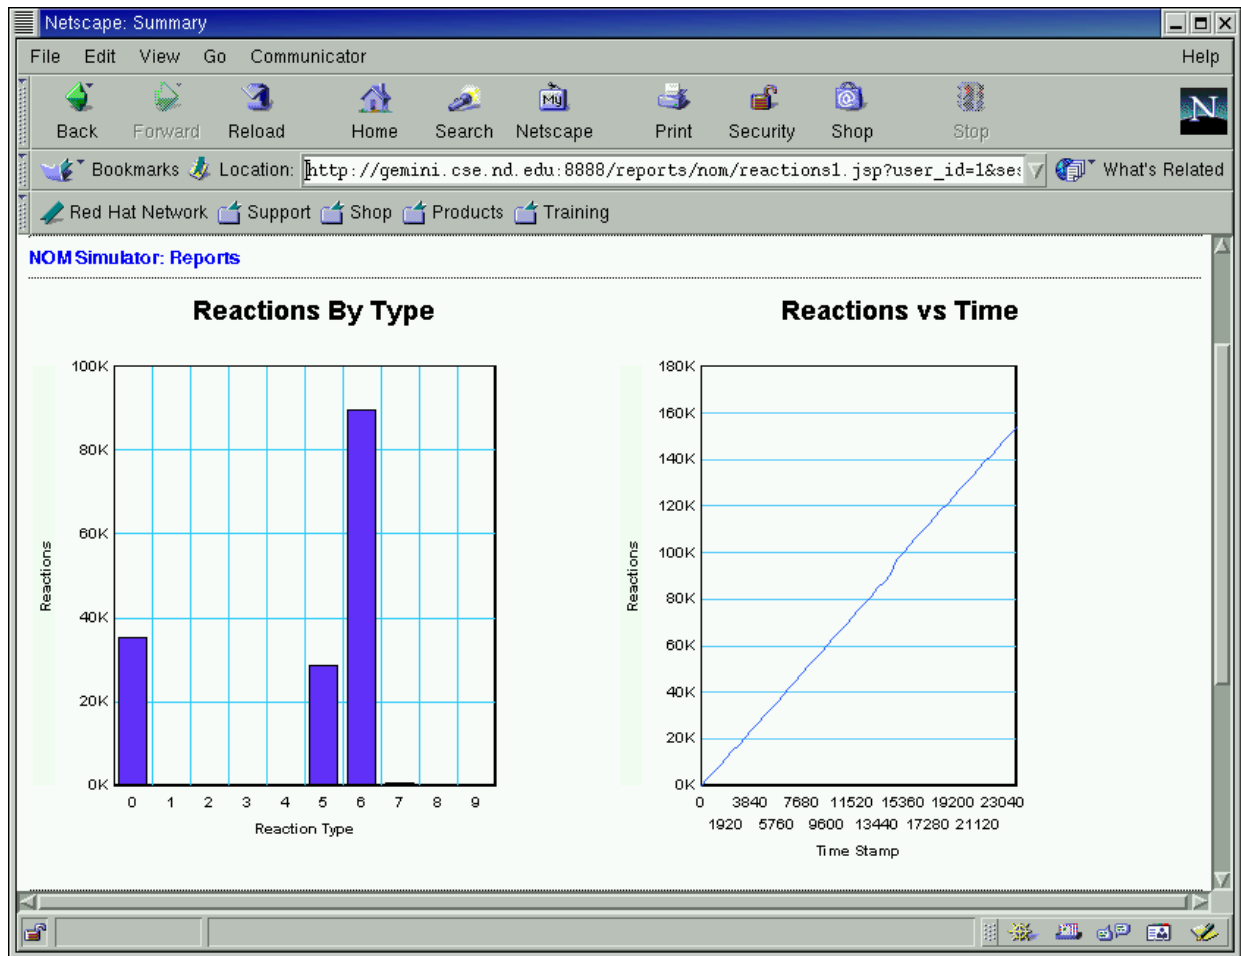 Netscape: Summary
File Edit View Go Communicator Help
Back Forward Reload Home Search Netscape Print Security Shop Stop
My
N
Bookmarks Location: http://gemini.cse.nd.edu:8888/reports/nom/reactions1.jsp?user_id=1&ses What's Related
Red Hat Network Support Shop Products Training
NOM Simulator: Reports
Reactions By Type
100K
80K
60K
40K
20K
0K
Reactions
0 1 2 3 4 5 6 7 8 9
Reaction Type
Reactions vs Time
180K
160K
140K
120K
100K
80K
60K
40K
20K
0K
Reactions
0 3840 7680 11520 15360 19200 23040
1920 5760 9600 13440 17280 21120
Time Stamp